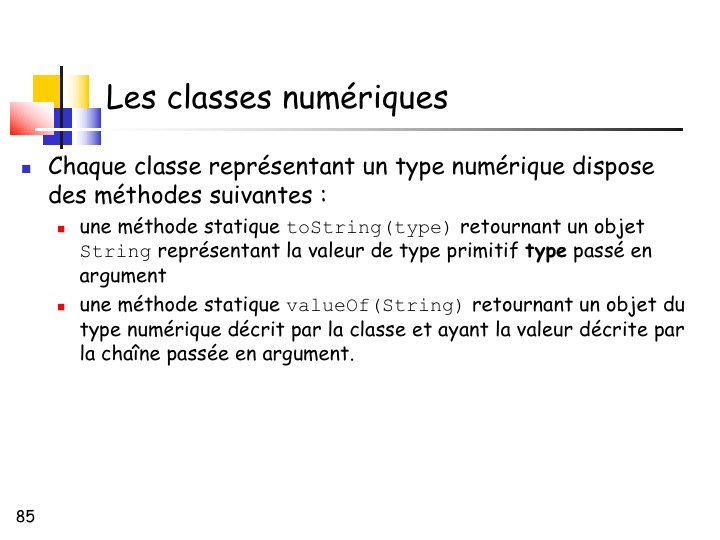 Les classes numériques
Chaque classe représentant un type numérique dispose
des méthodes suivantes :
une méthode statique toString(type) retournant un objet
String représentant la valeur de type primitif type passé en
argument
une méthode statique valueOf(String) retournant un objet du
type numérique décrit par la classe et ayant la valeur décrite par
la chaîne passée en argument.
85